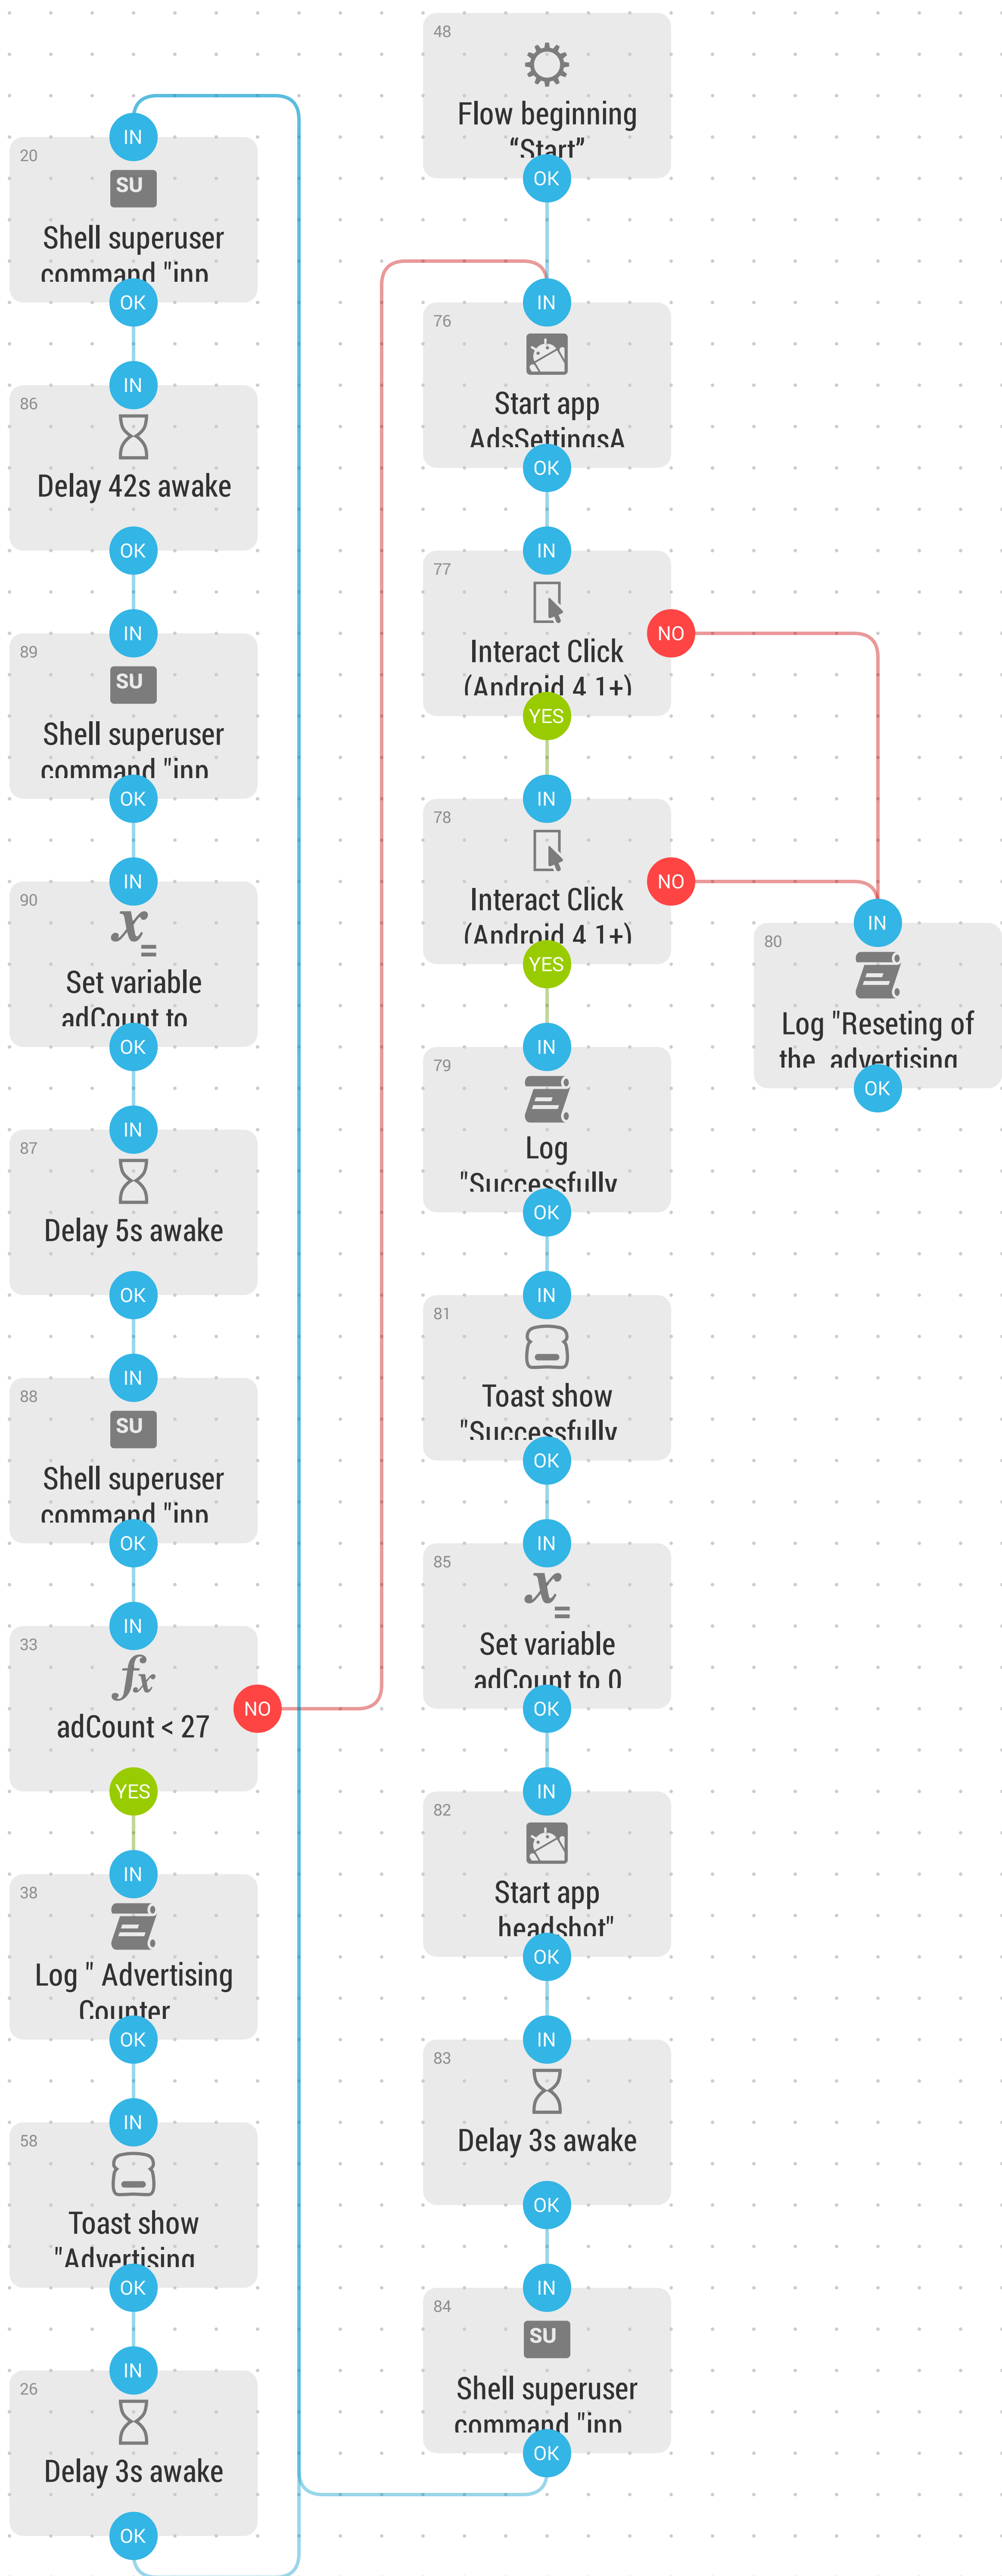 48
Flow beginning
“Start”
OK
IN
20
SU
Shell superuser
command "inp
OK
IN
86
Delay 42s awake
OK
IN
89
SU
Shell superuser
command "inp
OK
IN
90
x=
Set variable
adCount to
OK
IN
87
Delay 5s awake
OK
IN
88
SU
Shell superuser
command "inp
OK
IN
33
fx
adCount < 27
NO
YES
IN
38
Log " Advertising
Counter
OK
IN
58
Toast show
"Advertising
OK
IN
26
Delay 3s awake
OK
IN
76
Start app
AdsSettingsA
OK
IN
77
Interact Click
(Android 4.1+)
NO
YES
IN
78
Interact Click
(Android 4.1+)
NO
YES
IN
79
Log
"Successfully
OK
IN
81
Toast show
"Successfully
OK
IN
85
x=
Set variable
adCount to 0
OK
IN
82
Start app
headshot"
OK
IN
83
Delay 3s awake
OK
IN
84
SU
Shell superuser
command "inp
OK
IN
80
Log "Reseting of
the advertising
OK